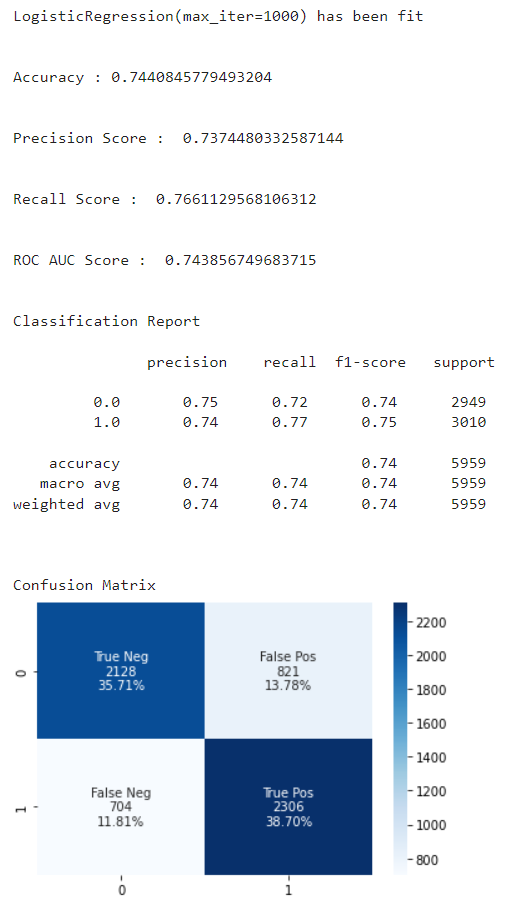 LogisticRegression(max_iter=1000) has been fit
Accuracy : 0.7440845779493204
Precision Score :  0.7374480332587144
Recall Score :  0.7661129568106312
ROC AUC Score :  0.743856749683715
Classification Report
precision recall f1-score support
0.0 0.75 0.72 0.74 2949
1.0 0.74 0.77 0.75 3010
accuracy 0.74 5959
macro avg 0.74 0.74 0.74 5959
weighted avg 0.74 0.74 0.74 5959
Confusion Matrix
0
True Neg
2128
35.71%
False Pos
821
13.78%
1
False Neg
704
11.81%
True Pos
2306
38.70%
0 1
2200
2000
1800
1600
1400
1200
1000
800